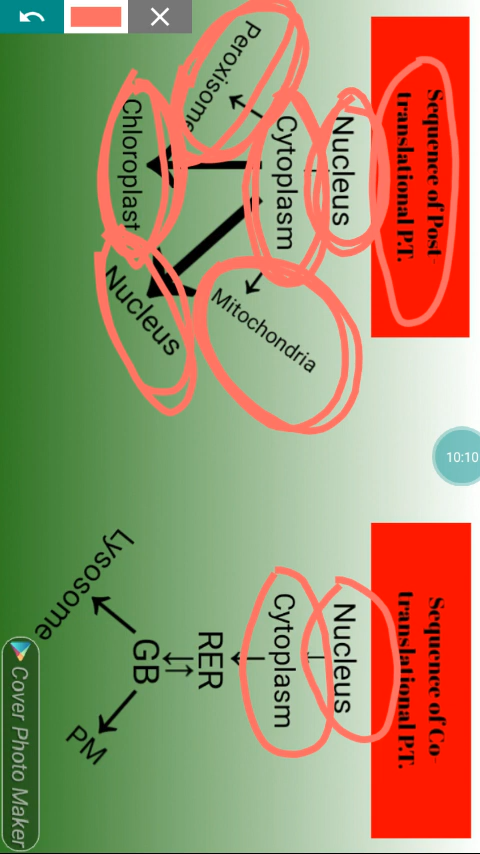 Sequence of Post-
translational P.T.
Nucleus
Cytoplasm
Peroxisome
Chloroplast
Nucleus
Mitochondria
10:10
Sequence of Co-
translational P.T.
Nucleus
Cytoplasm
RER
GB
Lysosome
PM
Cover Photo Maker